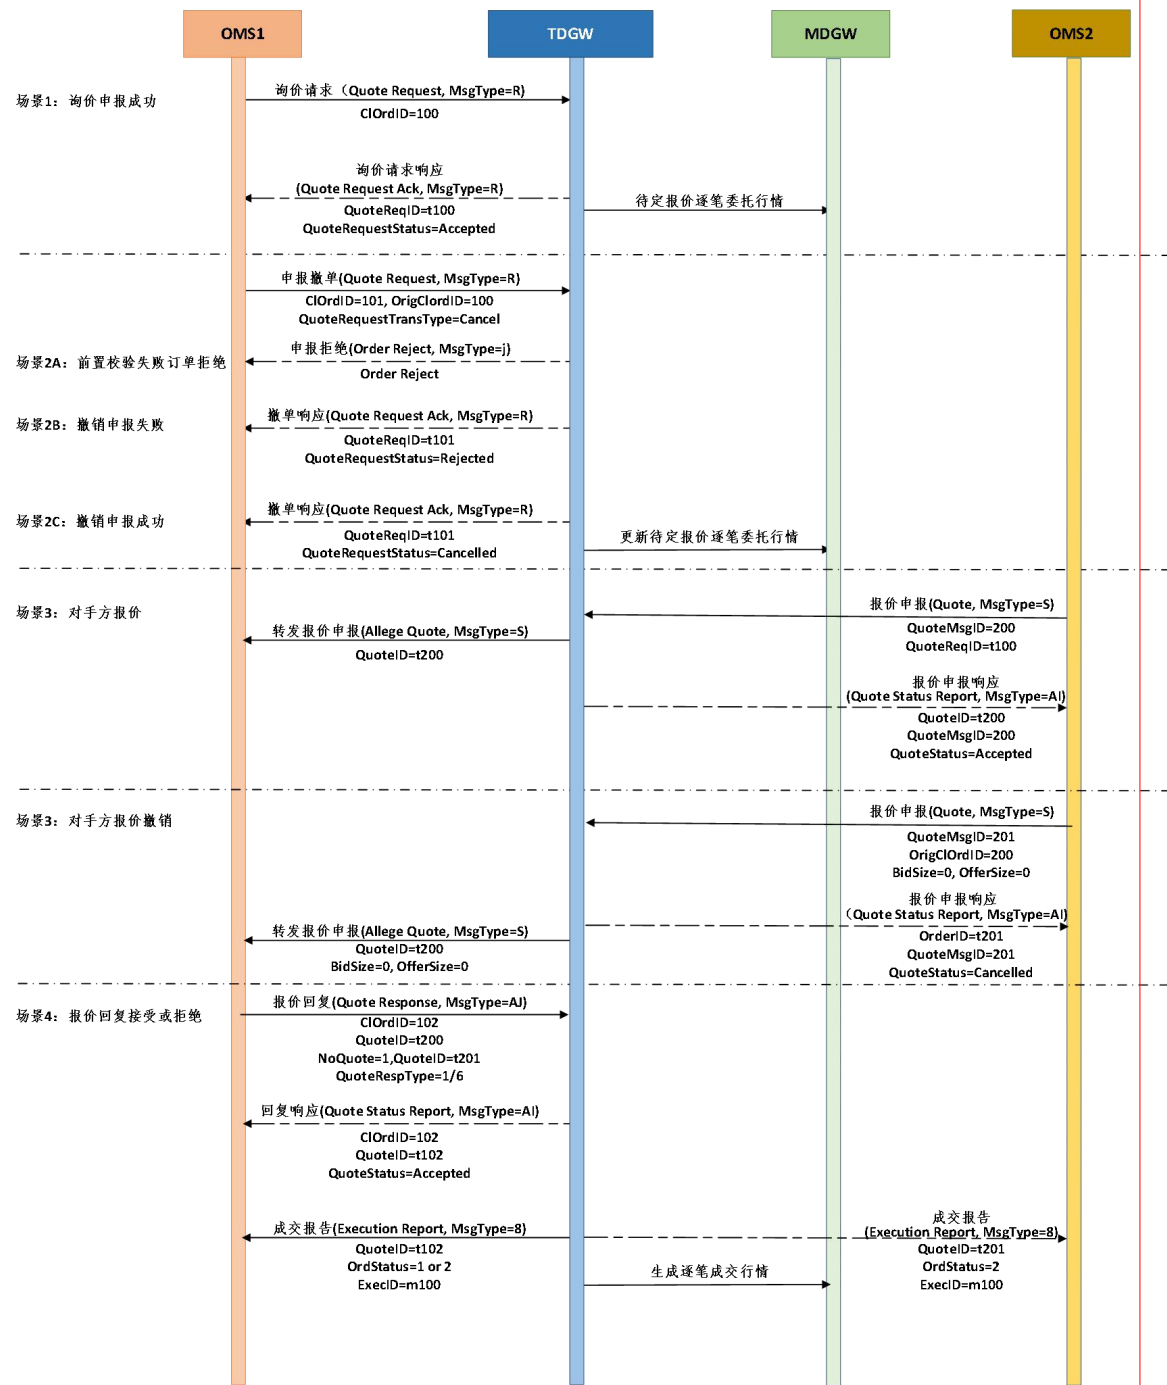 OMS1
TDGW
MDGW
OMS2
场景1：询价申报成功
询价请求（Quote Request, MsgType=R)
ClOrdID=100
询价请求响应
(Quote Request Ack, MsgType=R)
QuoteReqID=t100
QuoteRequestStatus=Accepted
待定报价逐笔委托行情
申报撤单(Quote Request, MsgType=R)
ClOrdID=101, OrigClordID=100
QuoteRequestTransType=Cancel
场景2A：前置校验失败订单拒绝
申报拒绝(Order Reject, MsgType=j)
Order Reject
场景2B：撤销申报失败
撤单响应(Quote Request Ack, MsgType=R)
QuoteReqID=t101
QuoteRequestStatus=Rejected
场景2C：撤销申报成功
撤单响应(Quote Request Ack, MsgType=R)
QuoteReqID=t101
QuoteRequestStatus=Cancelled
更新待定报价逐笔委托行情
场景3：对手方报价
报价申报(Quote, MsgType=S)
QuoteMsgID=200
QuoteReqID=t100
转发报价申报(Allege Quote, MsgType=S)
QuoteID=t200
报价申报响应
(Quote Status Report, MsgType=AI)
QuoteID=t200
QuoteMsgID=200
QuoteStatus=Accepted
场景3：对手方报价撤销
报价申报(Quote, MsgType=S)
QuoteMsgID=201
OrigClOrdID=200
BidSize=0, OfferSize=0
报价申报响应
（Quote Status Report, MsgType=AI)
OrderID=t201
QuoteMsgID=201
QuoteStatus=Cancelled
转发报价申报(Allege Quote, MsgType=S)
QuoteID=t200
BidSize=0, OfferSize=0
场景4：报价回复接受或拒绝
报价回复(Quote Response, MsgType=AJ)
ClOrdID=102
QuoteID=t200
NoQuote=1,QuoteID=t201
QuoteRespType=1/6
回复响应(Quote Status Report, MsgType=AI)
ClOrdID=102
QuoteID=t102
QuoteStatus=Accepted
成交报告(Execution Report, MsgType=8)
QuoteID=t102
OrdStatus=1 or 2
ExecID=m100
成交报告
(Execution Report, MsgType=8)
QuoteID=t201
OrdStatus=2
ExecID=m100
生成逐笔成交行情